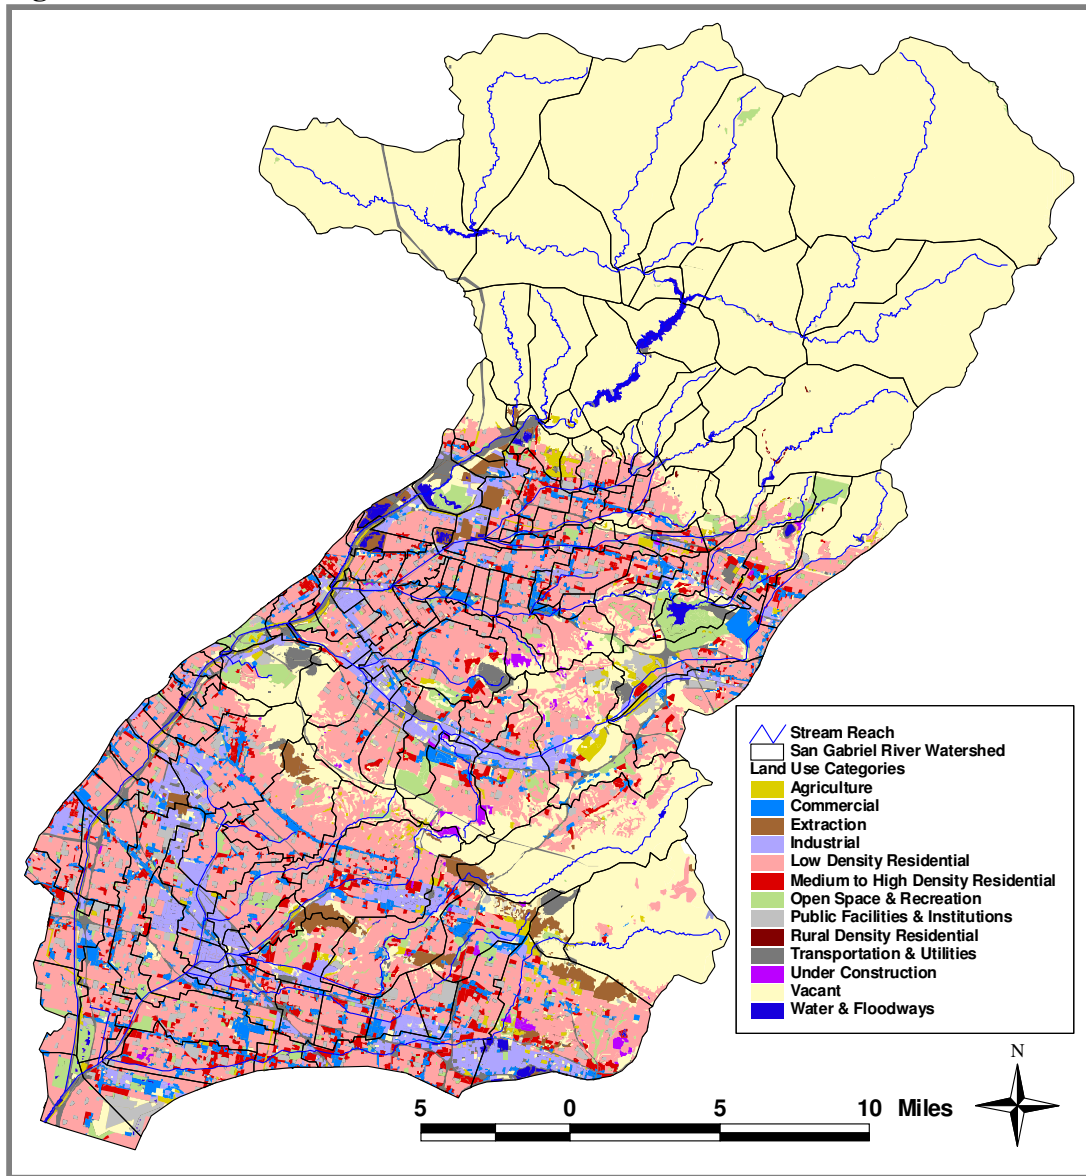 Stream Reach
San Gabriel River Watershed
Land Use Categories
Agriculture
Commercial
Extraction
Industrial
Low Density Residential
Medium to High Density Residential
Open Space & Recreation
Public Facilities & Institutions
Rural Density Residential
Transportation & Utilities
Under Construction
Vacant
Water & Floodways
N
5 0 5 10 Miles